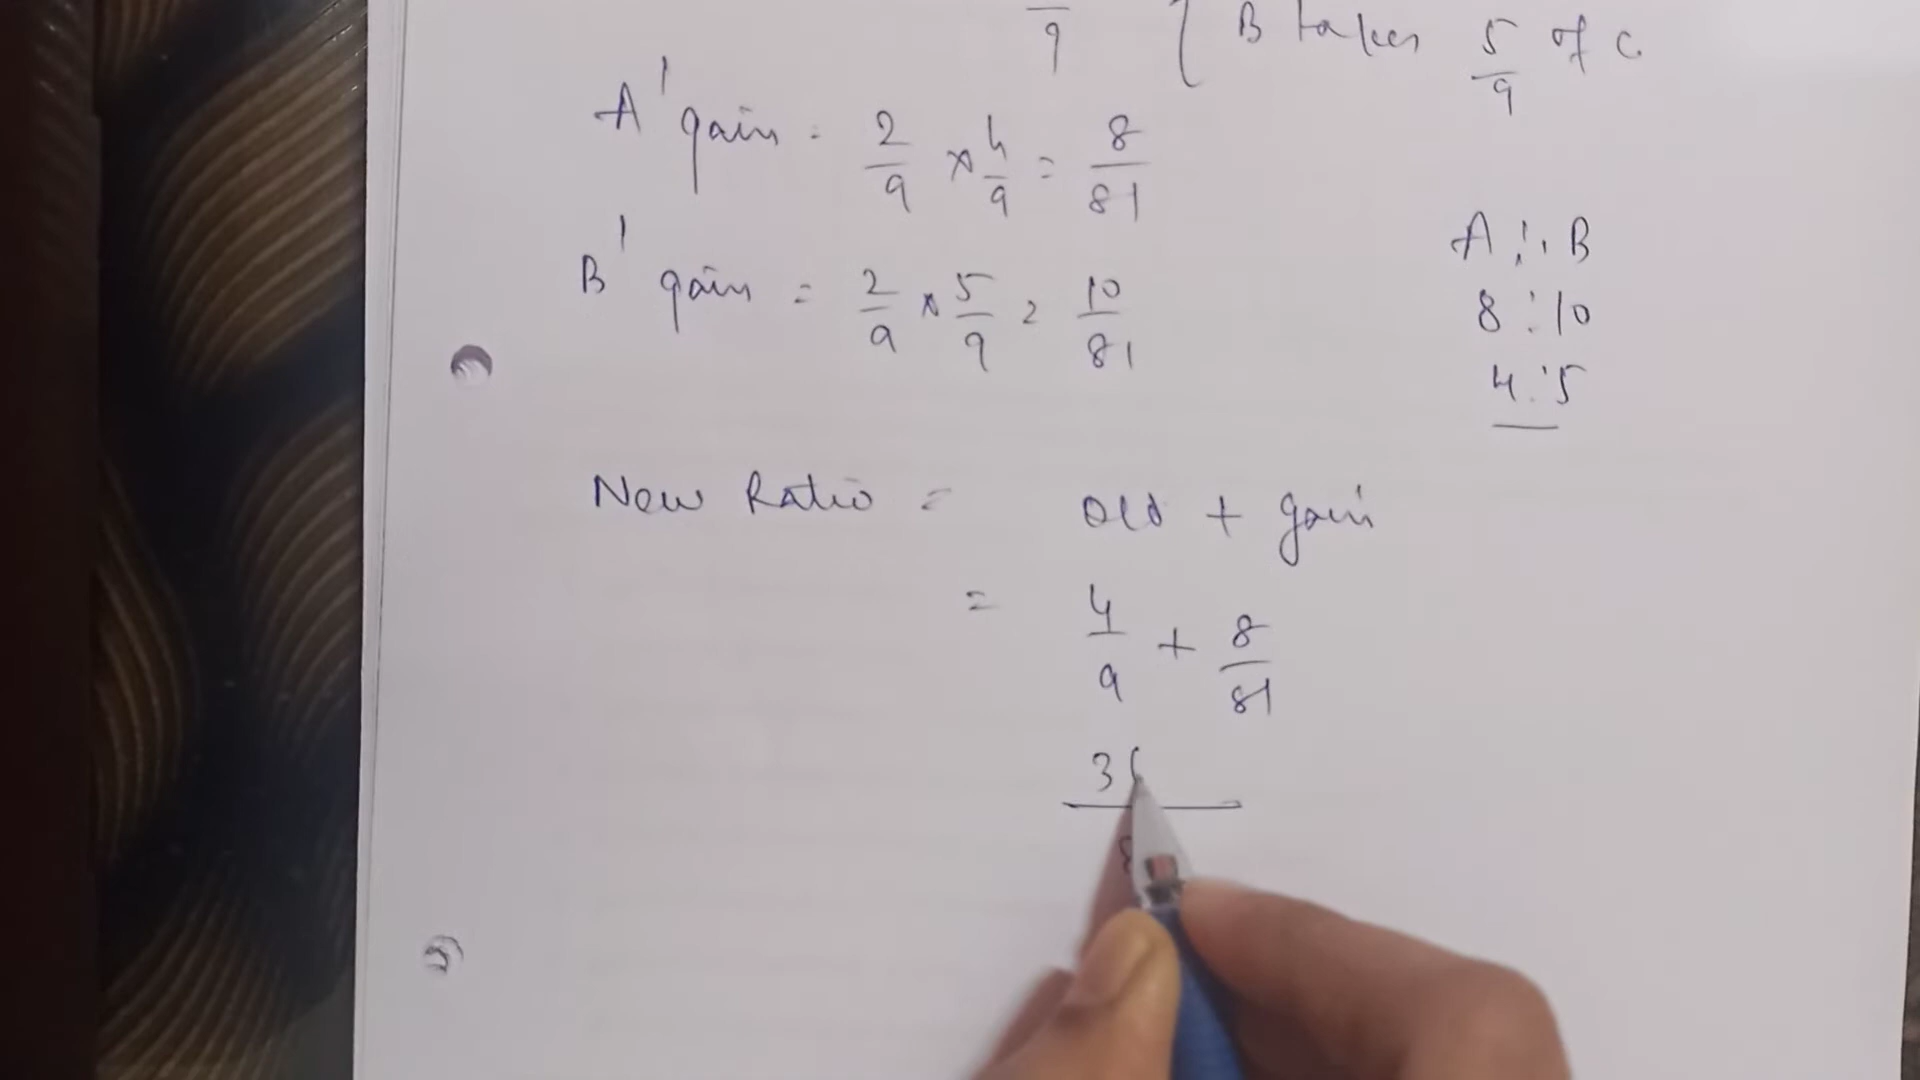 9 { B takes 5/9 of C
A' gain = 2/9 × 4/9 = 8/81
B' gain = 2/9 × 5/9 = 10/81
A : B
8 : 10
4 : 5
New Ratio = Old + gain
= 4/9 + 8/81
3